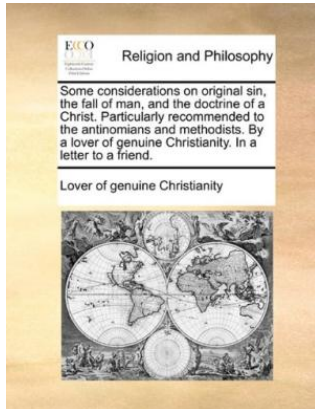 ECCO
Religion and Philosophy
Some considerations on original sin,
the fall of man, and the doctrine of a
Christ. Particularly recommended to
the antinomians and methodists. By
a lover of genuine Christianity. In a
letter to a friend.
Lover of genuine Christianity